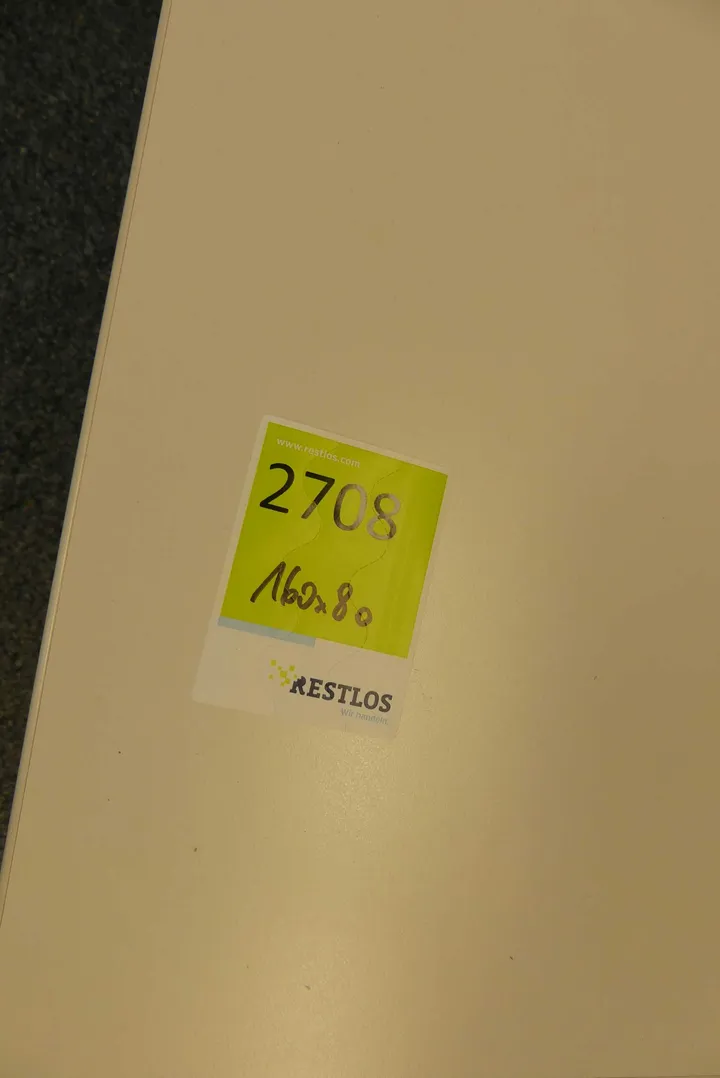 www.restlos.com
2708
160x80
RESTLOS
Wir handeln.